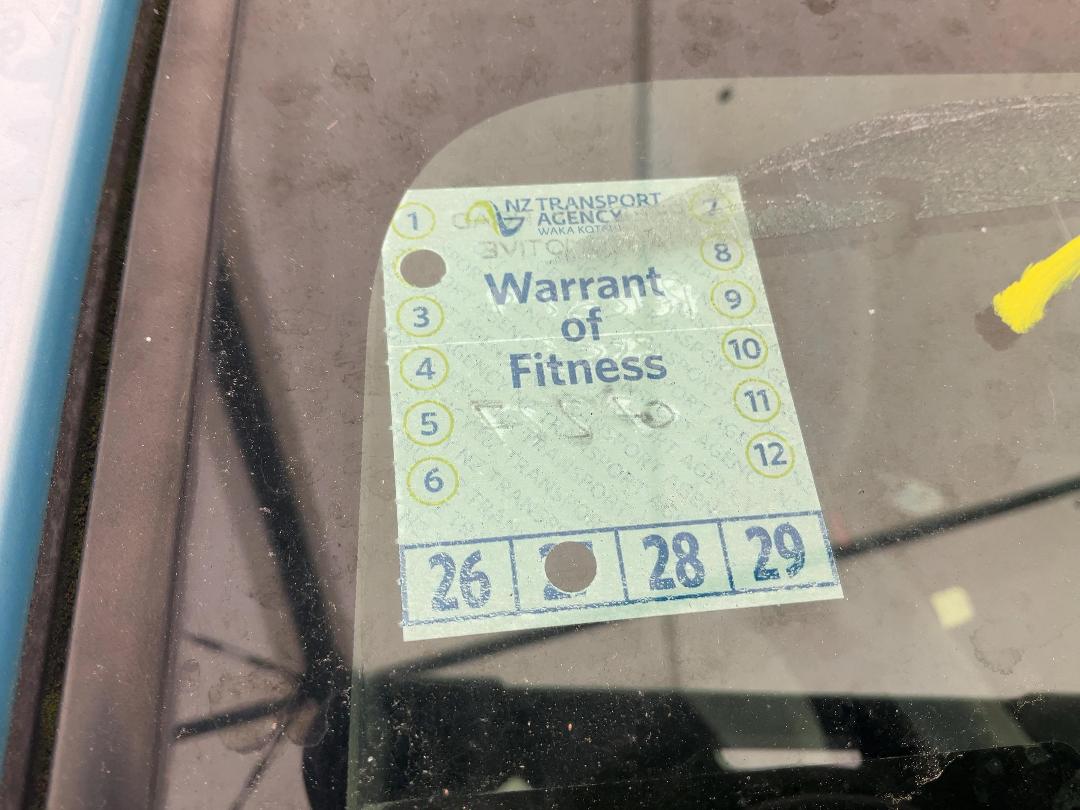 NZ TRANSPORT
AGENCY
WAKA KOTAHI
Warrant
of
Fitness
1
3
4
5
6
7
8
9
10
11
12
26 28 29